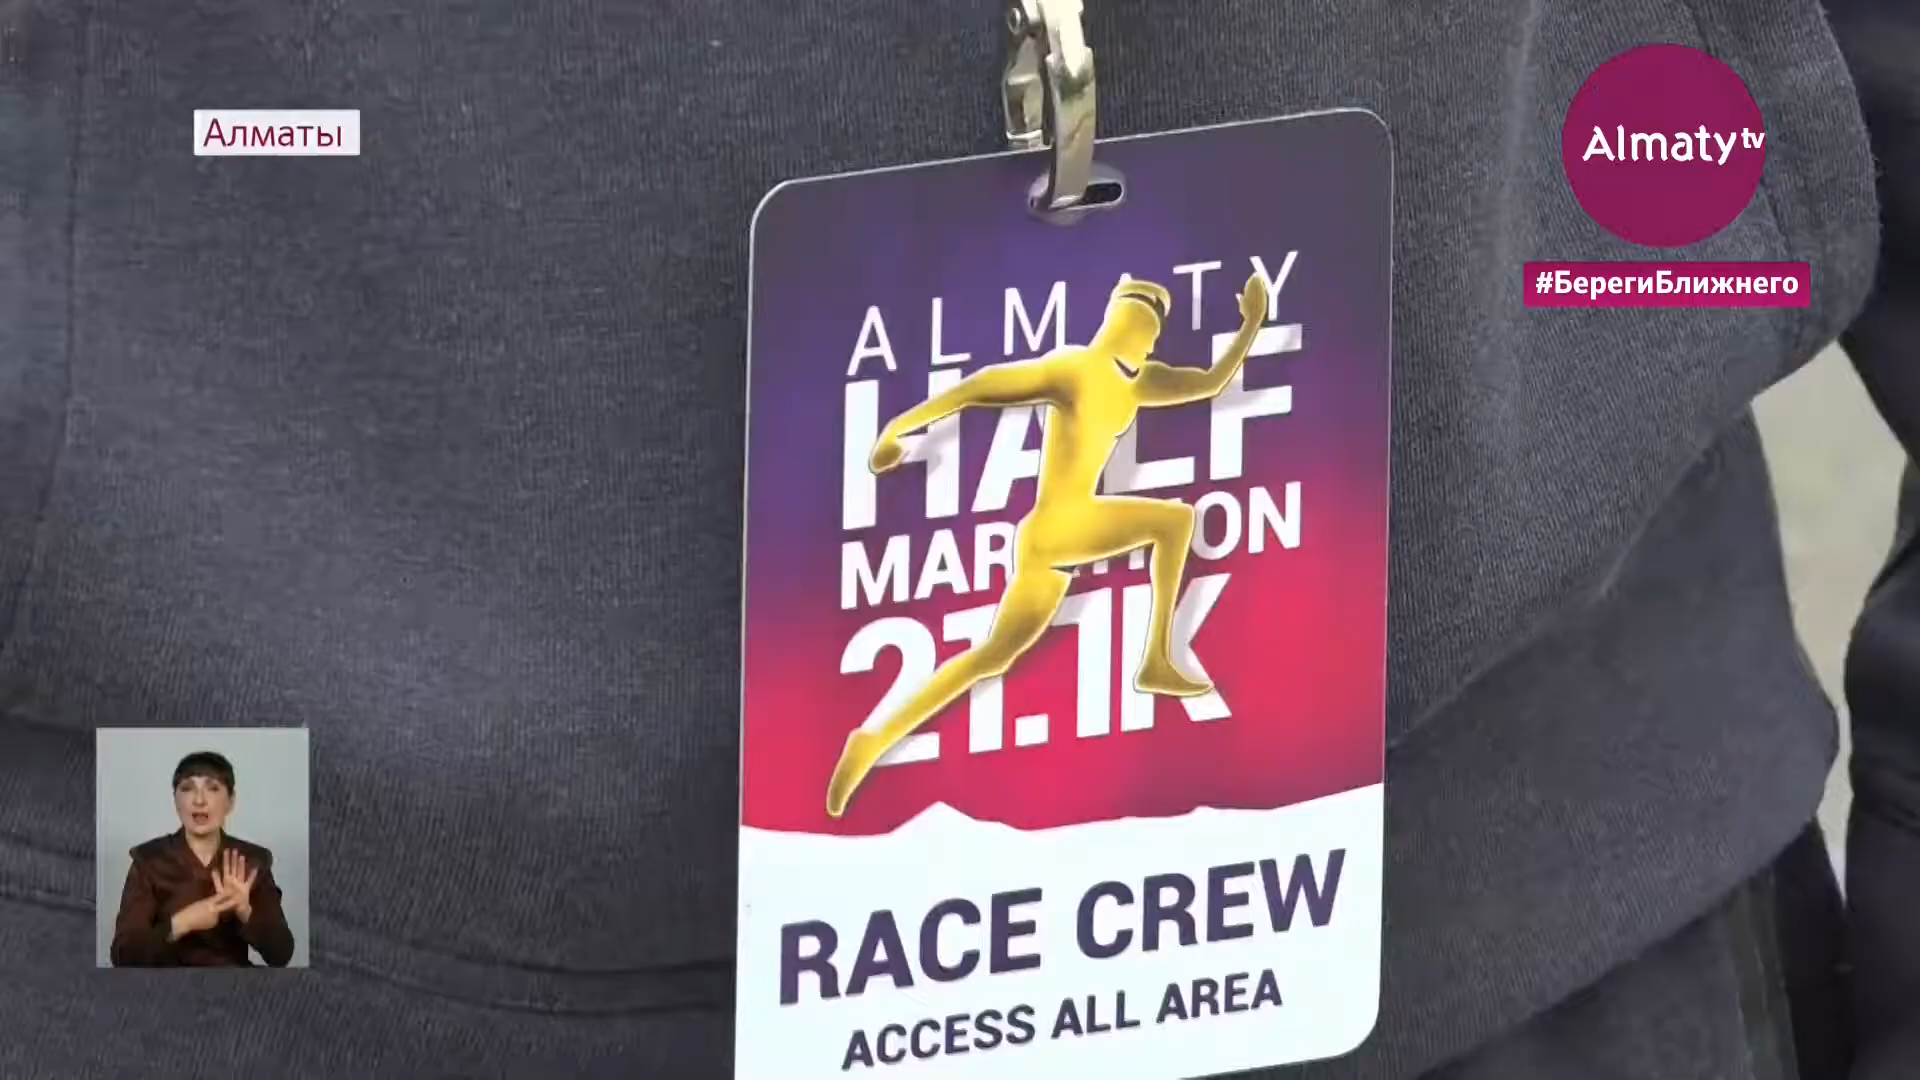 Алматы
Almaty tv
#БерегиБлижнего
ALMATY
HALF
MARATHON
21.1K
RACE CREW
ACCESS ALL AREA